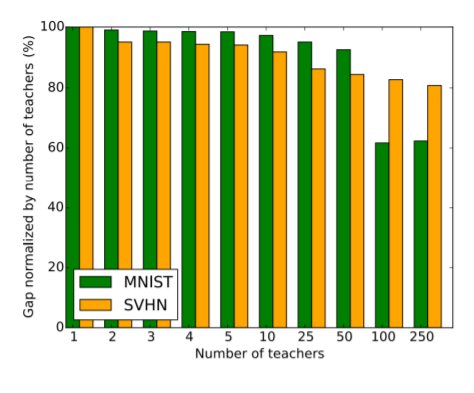 Gap normalized by number of teachers (%)
100
80
60
40
20
0
MNIST
SVHN
1 2 3 4 5 10 25 50 100 250
Number of teachers